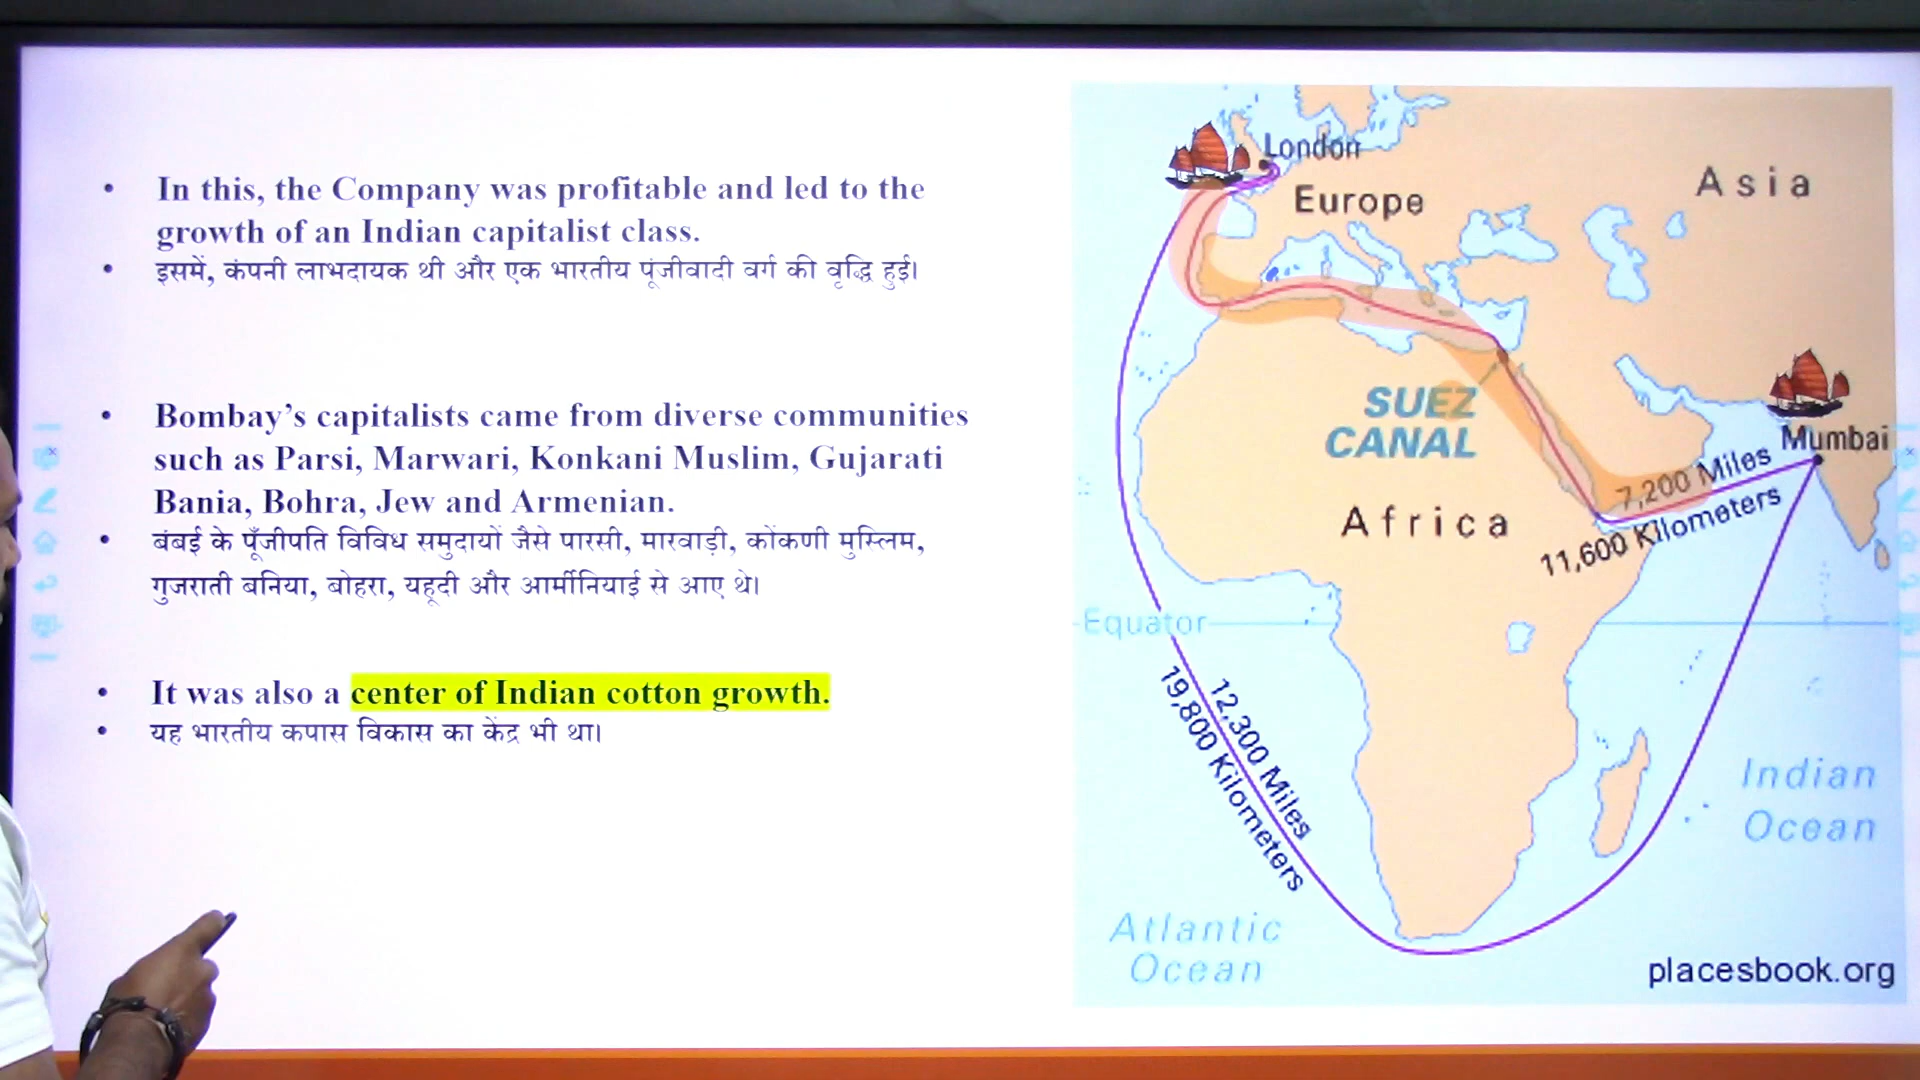 In this, the Company was profitable and led to the
growth of an Indian capitalist class.
इसमें, कंपनी लाभदायक थी और एक भारतीय पूंजीवादी वर्ग की वृद्धि हुई।
Bombay’s capitalists came from diverse communities
such as Parsi, Marwari, Konkani Muslim, Gujarati
Bania, Bohra, Jew and Armenian.
बंबई के पूँजीपति विविध समुदायों जैसे पारसी, मारवाड़ी, कोंकणी मुस्लिम,
गुजराती बनिया, बोहरा, यहूदी और आर्मीनियाई से आए थे।
It was also a center of Indian cotton growth.
यह भारतीय कपास विकास का केंद्र भी था।
London
Europe
Asia
SUEZ
CANAL
Mumbai
7,200 Miles
11,600 Kilometers
Africa
Equator
12,300 Miles
19,800 Kilometers
Indian
Ocean
Atlantic
Ocean
placesbook.org